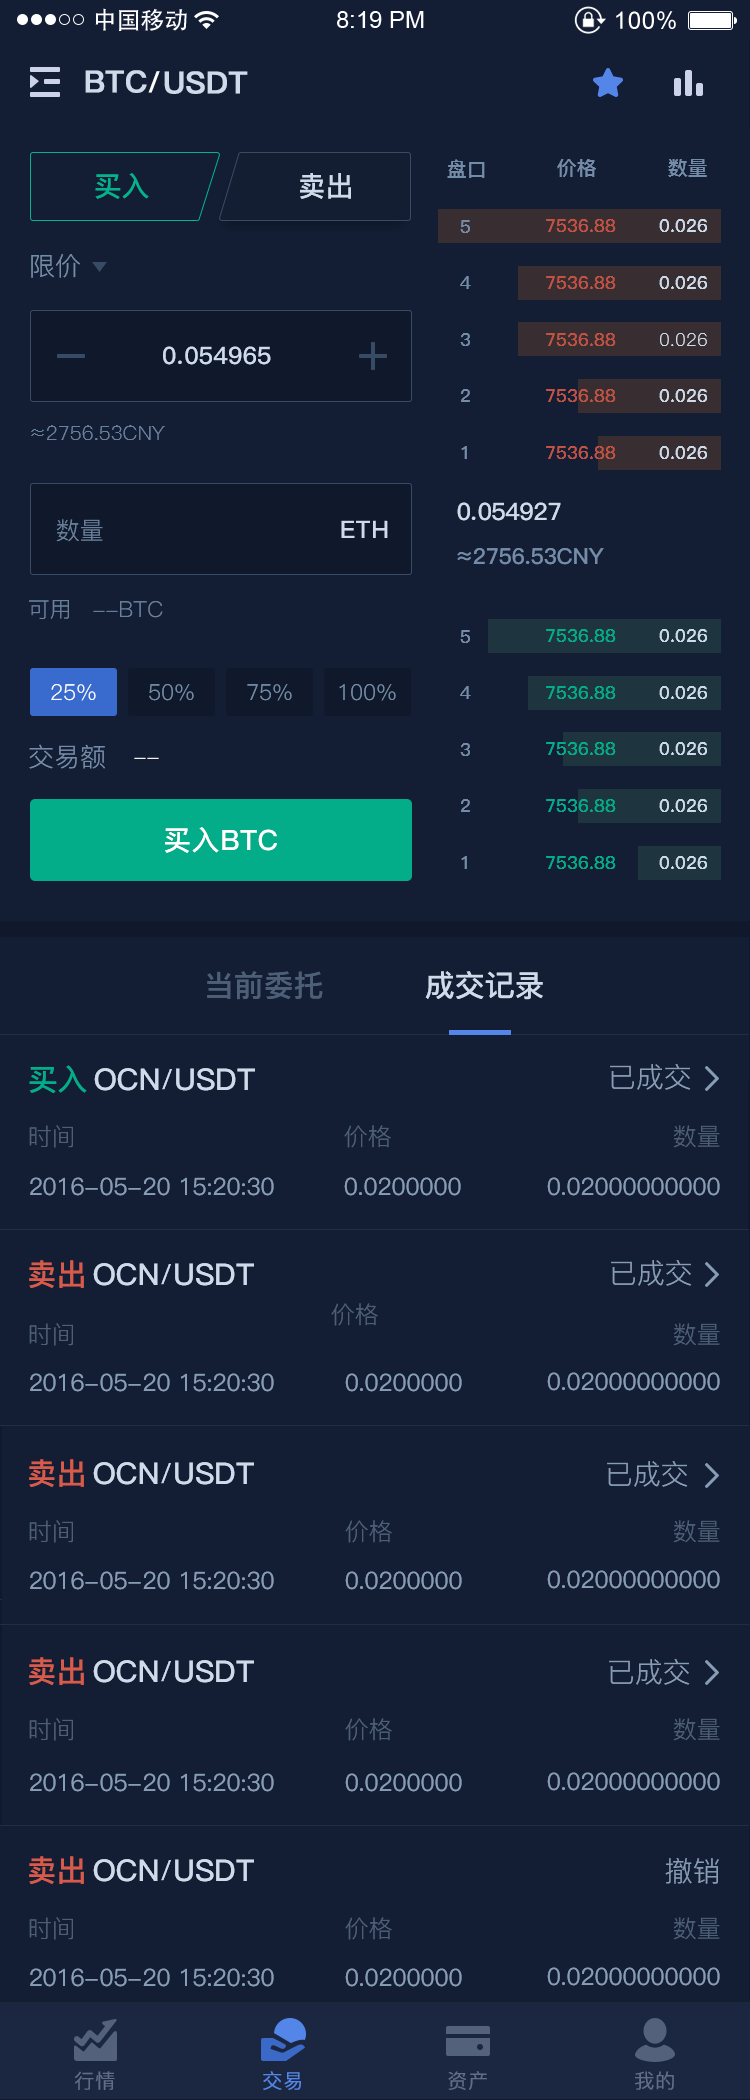 中国移动 8:19 PM 100%
BTC/USDT
买入 卖出
限价
0.054965
≈2756.53CNY
数量 ETH
可用 --BTC
25% 50% 75% 100%
交易额 --
买入BTC
盘口 价格 数量
5 7536.88 0.026
4 7536.88 0.026
3 7536.88 0.026
2 7536.88 0.026
1 7536.88 0.026
0.054927
≈2756.53CNY
5 7536.88 0.026
4 7536.88 0.026
3 7536.88 0.026
2 7536.88 0.026
1 7536.88 0.026
当前委托 成交记录
买入 OCN/USDT 已成交
时间 价格 数量
2016-05-20 15:20:30 0.0200000 0.02000000000
卖出 OCN/USDT 已成交
时间 价格 数量
2016-05-20 15:20:30 0.0200000 0.02000000000
卖出 OCN/USDT 已成交
时间 价格 数量
2016-05-20 15:20:30 0.0200000 0.02000000000
卖出 OCN/USDT 已成交
时间 价格 数量
2016-05-20 15:20:30 0.0200000 0.02000000000
卖出 OCN/USDT 撤销
时间 价格 数量
2016-05-20 15:20:30 0.0200000 0.02000000000
行情 交易 资产 我的